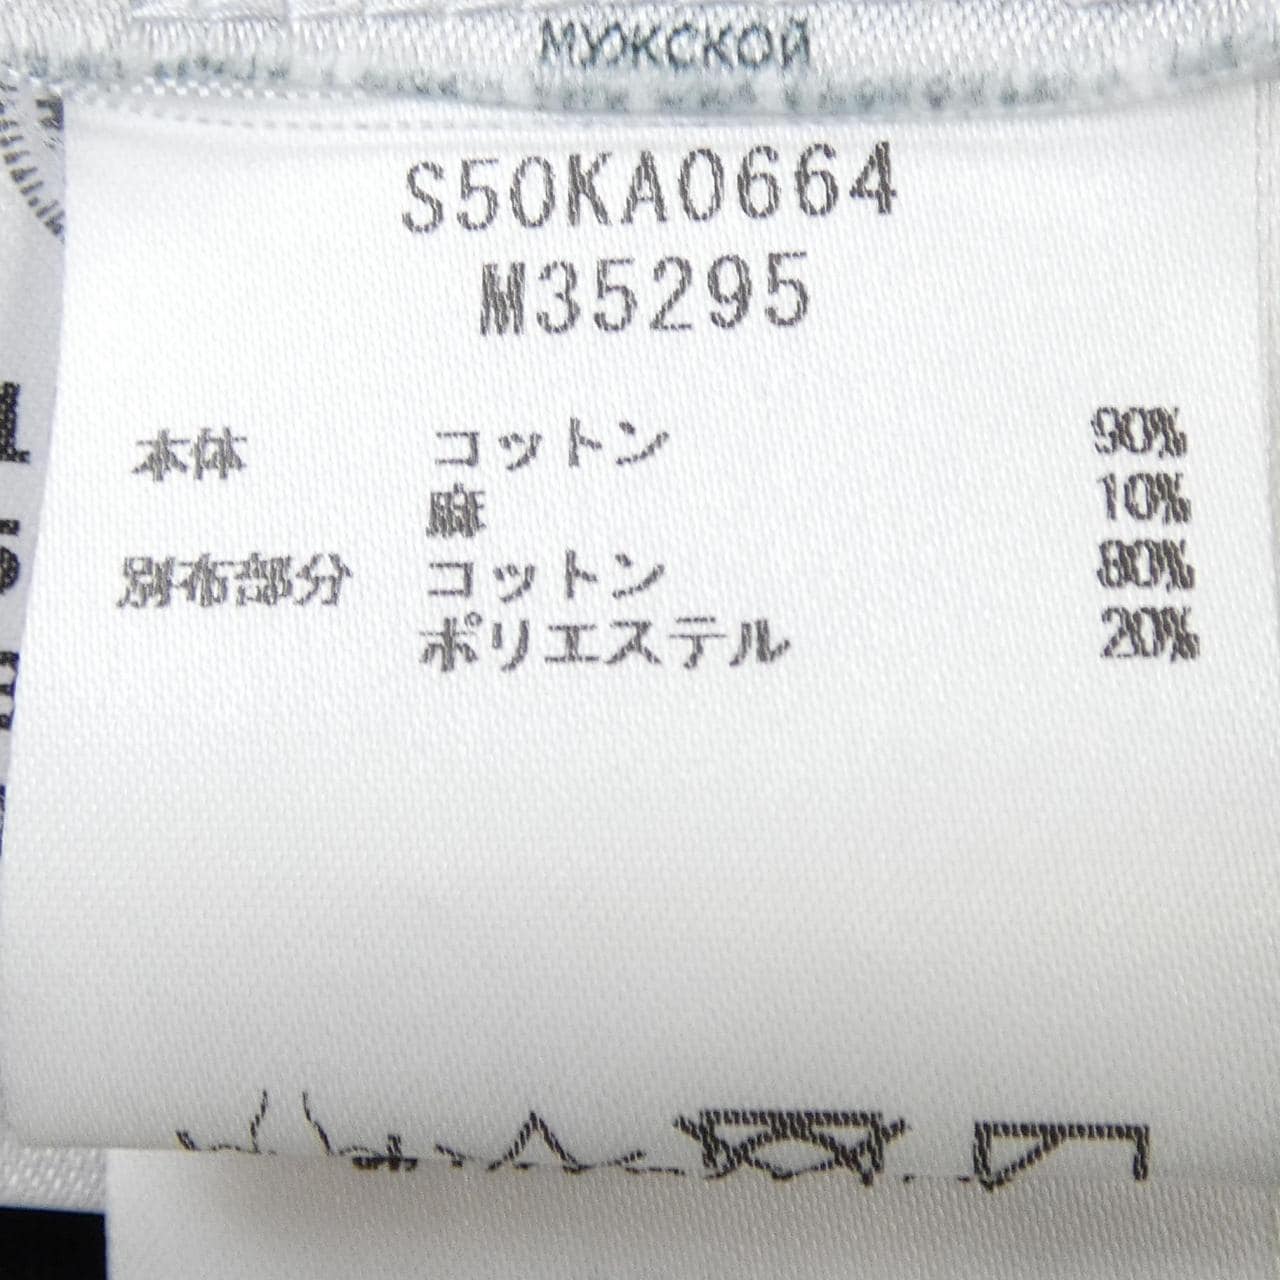 МУЖСКОЙ
S50KA0664
M35295
本体 コットン 90%
麻 10%
別布部分 コットン 80%
ポリエステル 20%